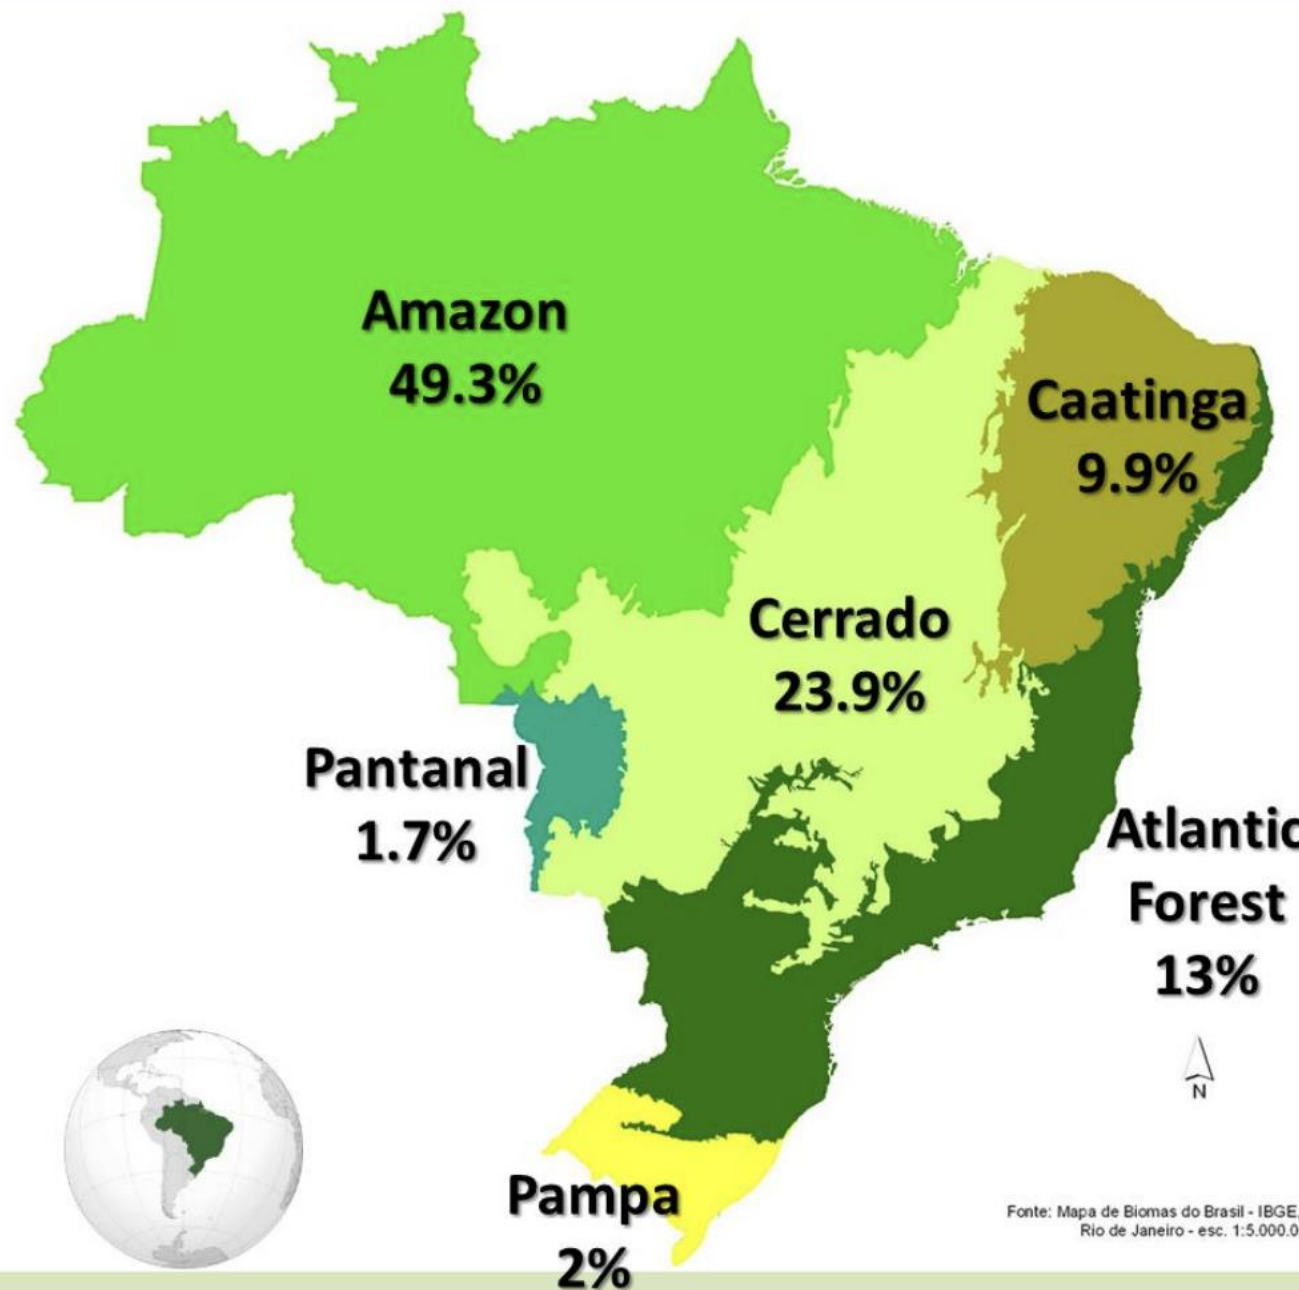 Amazon
49.3%
Caatinga
9.9%
Cerrado
23.9%
Pantanal
1.7%
Atlantic
Forest
13%
N
Pampa
2%
Fonte: Mapa de Biomas do Brasil - IBGE.
Rio de Janeiro - esc. 1:5.000.0